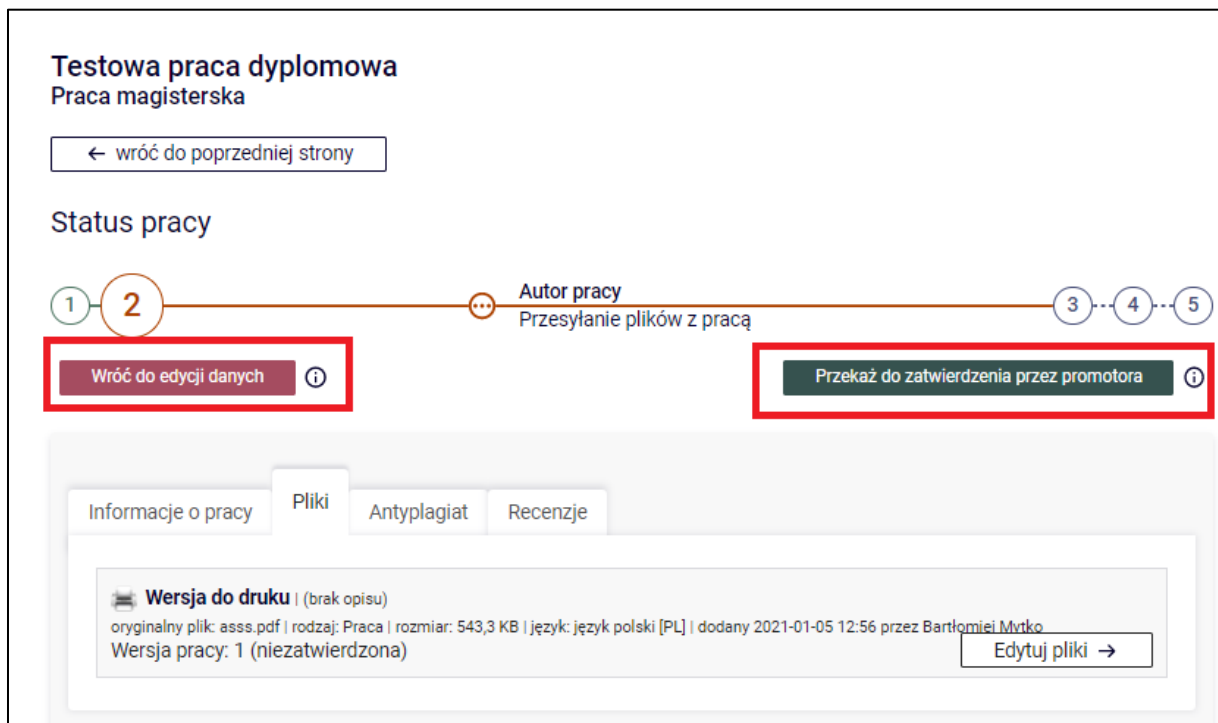 Testowa praca dyplomowa
Praca magisterska
← wróć do poprzedniej strony
Status pracy
1 2 Autor pracy 3 4 5
Przesyłanie plików z pracą
Wróć do edycji danych Przekaż do zatwierdzenia przez promotora
Informacje o pracy Pliki Antyplagiat Recenzje
Wersja do druku | (brak opisu)
oryginalny plik: asss.pdf | rodzaj: Praca | rozmiar: 543,3 KB | język: język polski [PL] | dodany 2021-01-05 12:56 przez Bartłomiej Mytko
Wersja pracy: 1 (niezatwierdzona) Edytuj pliki →